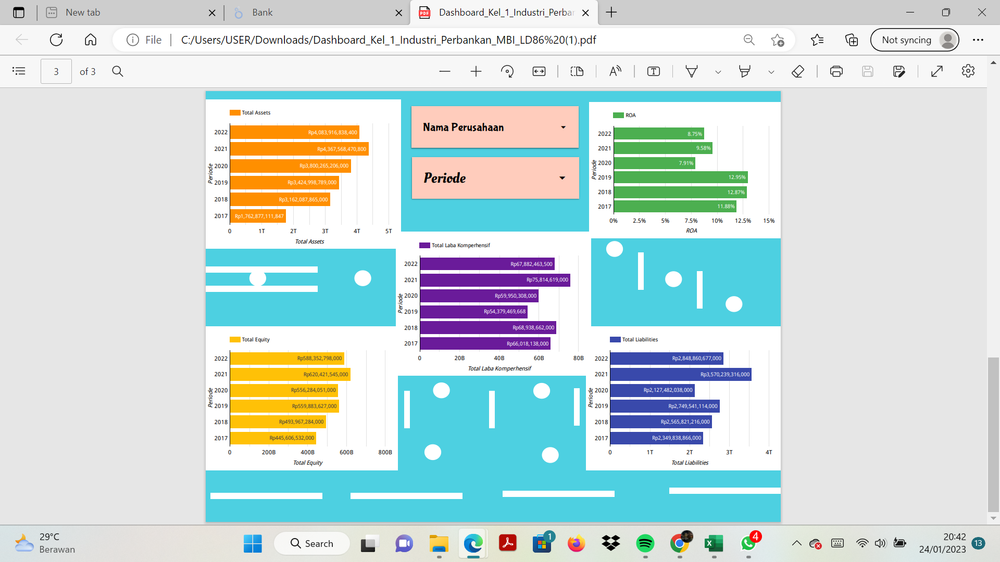 New tab
Bank
Dashboard_Kel_1_Industri_Perba
File
C:/Users/USER/Downloads/Dashboard_Kel_1_Industri_Perbankan_MBI_LD86%20(1).pdf
Not syncing
3
of 3
Total Assets
Periode
2022
Rp4,083,916,838,400
2021
Rp4,367,568,470,800
2020
Rp3,800,265,206,000
2019
Rp3,424,998,789,000
2018
Rp3,162,087,865,000
2017
Rp1,762,877,111,847
0 1T 2T 3T 4T 5T
Total Assets
Nama Perusahaan
Periode
ROA
Periode
2022
8.75%
2021
9.58%
2020
7.91%
2019
12.95%
2018
12.87%
2017
11.88%
0% 2.5% 5% 7.5% 10% 12.5% 15%
ROA
Total Laba Komperhensif
Periode
2022
Rp67,882,463,500
2021
Rp75,814,619,000
2020
Rp59,950,308,000
2019
Rp54,379,469,668
2018
Rp68,938,662,000
2017
Rp66,018,138,000
0 20B 40B 60B 80B
Total Laba Komperhensif
Total Equity
Periode
2022
Rp588,352,798,000
2021
Rp620,421,545,000
2020
Rp556,284,051,000
2019
Rp559,883,627,000
2018
Rp493,967,284,000
2017
Rp445,606,532,000
0 200B 400B 600B 800B
Total Equity
Total Liabilities
Periode
2022
Rp2,848,860,677,000
2021
Rp3,570,239,316,000
2020
Rp2,127,482,038,000
2019
Rp2,749,541,114,000
2018
Rp2,565,821,216,000
2017
Rp2,349,838,866,000
0 1T 2T 3T 4T
Total Liabilities
29°C
Berawan
Search
1
4
20:42
24/01/2023
13